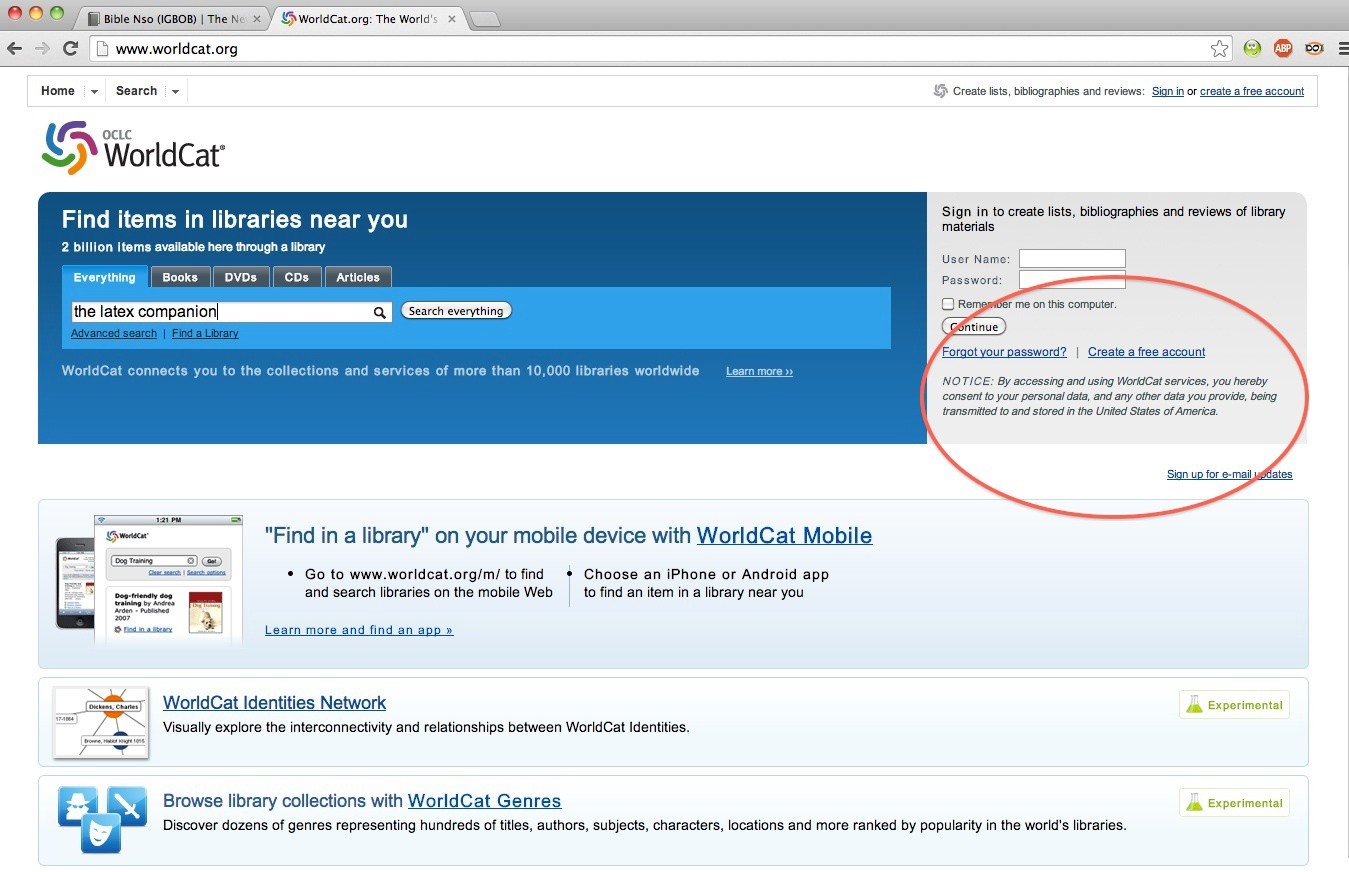 Bible Nso (IGBOB) | The Ne
WorldCat.org: The World's
www.worldcat.org
ABP
DOI
Home
Search
Create lists, bibliographies and reviews: Sign in or create a free account
OCLC
WorldCat®
Find items in libraries near you
2 billion items available here through a library
Everything Books DVDs CDs Articles
the latex companion
Search everything
Advanced search | Find a Library
WorldCat connects you to the collections and services of more than 10,000 libraries worldwide Learn more ››
Sign in to create lists, bibliographies and reviews of library
materials
User Name:
Password:
Remember me on this computer.
Continue
Forgot your password? | Create a free account
NOTICE: By accessing and using WorldCat services, you hereby
consent to your personal data, and any other data you provide, being
transmitted to and stored in the United States of America.
Sign up for e-mail updates
1:21 PM
WorldCat®
Dog Training
Go!
Clear search | Search options
Dog-friendly dog
training by Andrea
Arden - Published
2007
Find in a library
Dog Training
"Find in a library" on your mobile device with WorldCat Mobile
• Go to www.worldcat.org/m/ to find
and search libraries on the mobile Web
• Choose an iPhone or Android app
to find an item in a library near you
Learn more and find an app »
Dickens, Charles
17-1864
Browne, Hablot Knight 1815
WorldCat Identities Network
Visually explore the interconnectivity and relationships between WorldCat Identities.
Experimental
Browse library collections with WorldCat Genres
Discover dozens of genres representing hundreds of titles, authors, subjects, characters, locations and more ranked by popularity in the world's libraries.
Experimental